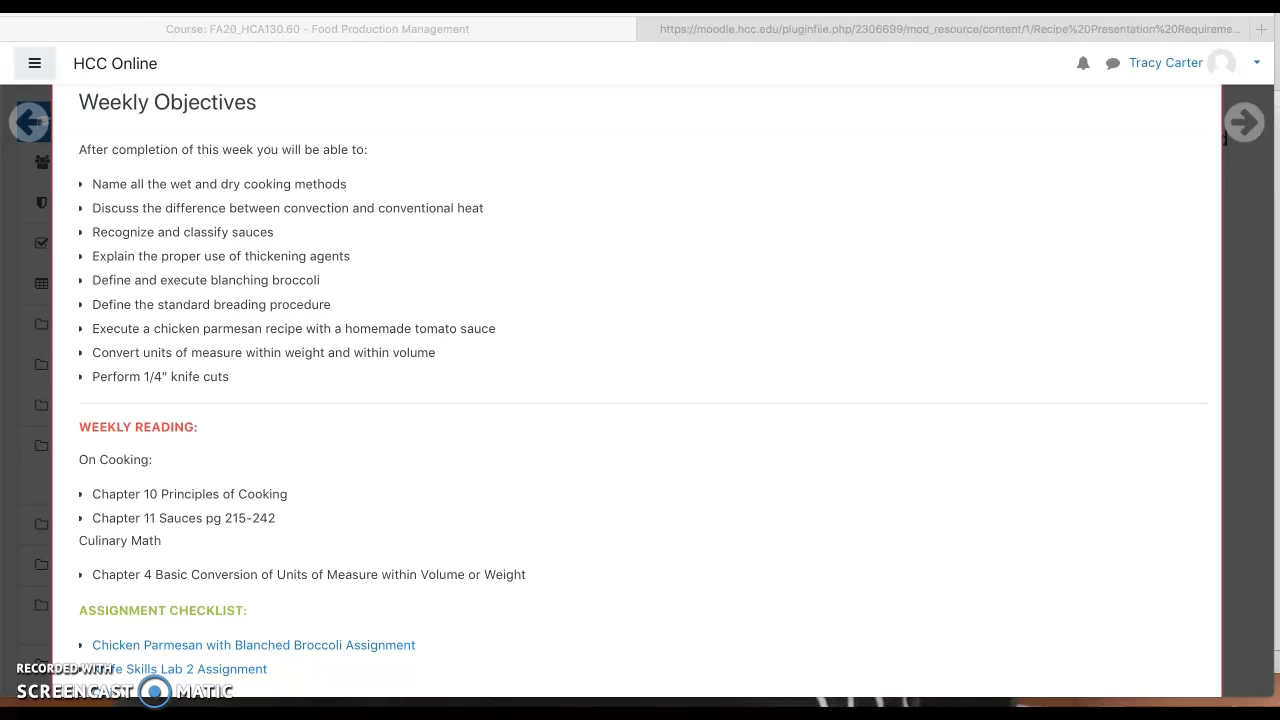 Course: FA20_HCA130.60 - Food Production Management
https://moodle.hcc.edu/pluginfile.php/2306699/mod_resource/content/1/Recipe%20Presentation%20Requireme...
HCC Online
Tracy Carter
Weekly Objectives
After completion of this week you will be able to:
Name all the wet and dry cooking methods
Discuss the difference between convection and conventional heat
Recognize and classify sauces
Explain the proper use of thickening agents
Define and execute blanching broccoli
Define the standard breading procedure
Execute a chicken parmesan recipe with a homemade tomato sauce
Convert units of measure within weight and within volume
Perform 1/4" knife cuts
WEEKLY READING:
On Cooking:
Chapter 10 Principles of Cooking
Chapter 11 Sauces pg 215-242
Culinary Math
Chapter 4 Basic Conversion of Units of Measure within Volume or Weight
ASSIGNMENT CHECKLIST:
Chicken Parmesan with Blanched Broccoli Assignment
Skills Lab 2 Assignment
RECORDED WITH
SCREENCAST MATIC